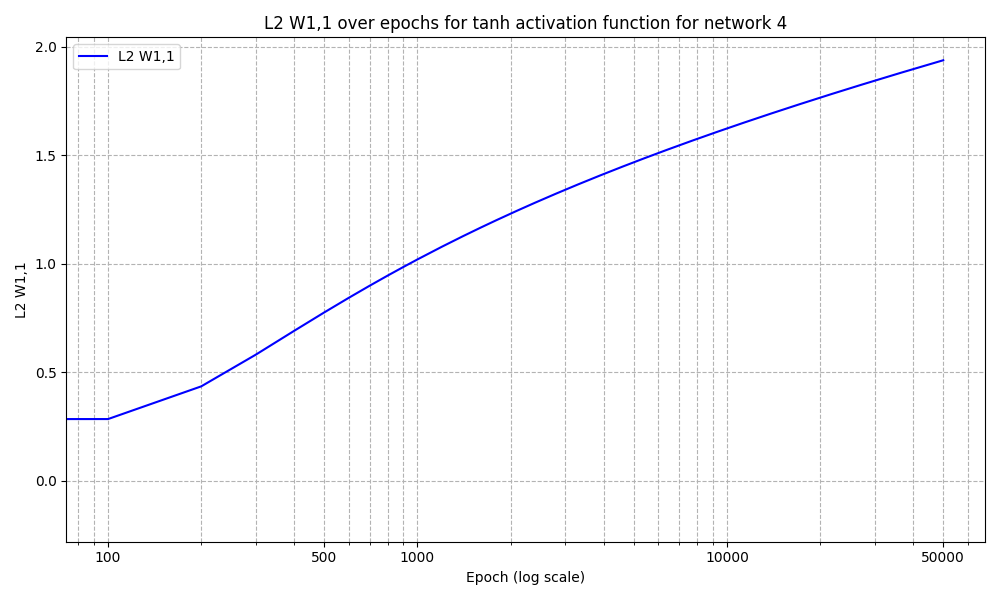 L2 W1,1 over epochs for tanh activation function for network 4
L2 W1,1
2.0
1.5
1.0
0.5
0.0
L2 W1,1
100
500
1000
10000
50000
Epoch (log scale)